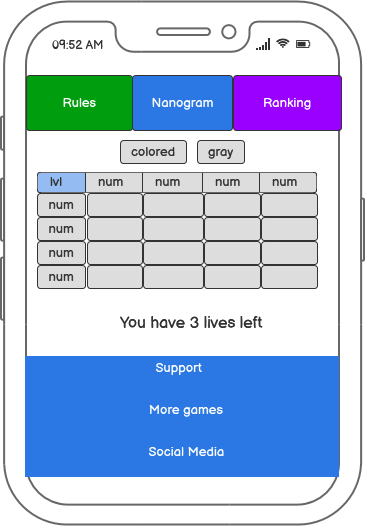 09:52 AM
Rules Nanogram Ranking
colored gray
lvl num num num num
num
num
num
num
You have 3 lives left
Support
More games
Social Media